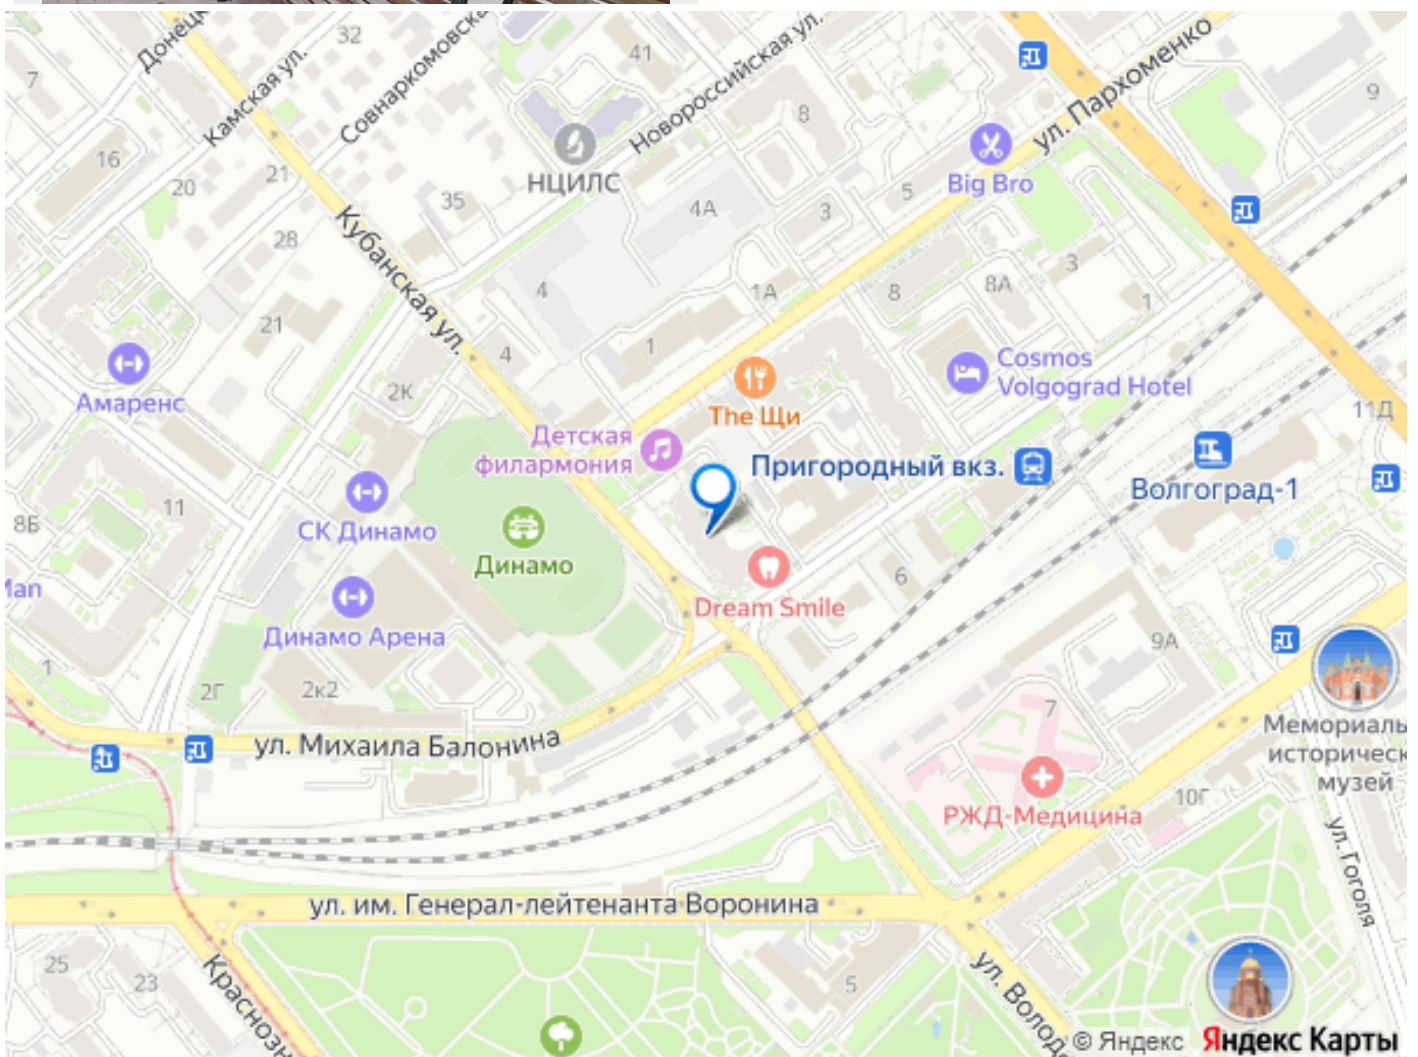 32
41
Новороссийская ул.
7
Камская ул.
8
ул. Пархоменко
9
16
20
21
35
НЦИЛС
Big Bro
5
4А
3
28
Кубанская ул.
3
4
1А
8
8А
1
21
4
1
Cosmos
Volgograd Hotel
Амаренс
2К
The Щи
11Д
Детская
филармония
Пригородный вкз.
Волгоград-1
11
8Б
СК Динамо
Динамо
6
Dream Smile
Динамо Арена
9А
1
2Г
2к2
7
Мемориаль
историческ
музей
ул. Михаила Балонина
10Г
РЖД-Медицина
ул. Гоголя
ул. им. Генерал-лейтенанта Воронина
25
23
5
© Яндекс Яндекс Карты